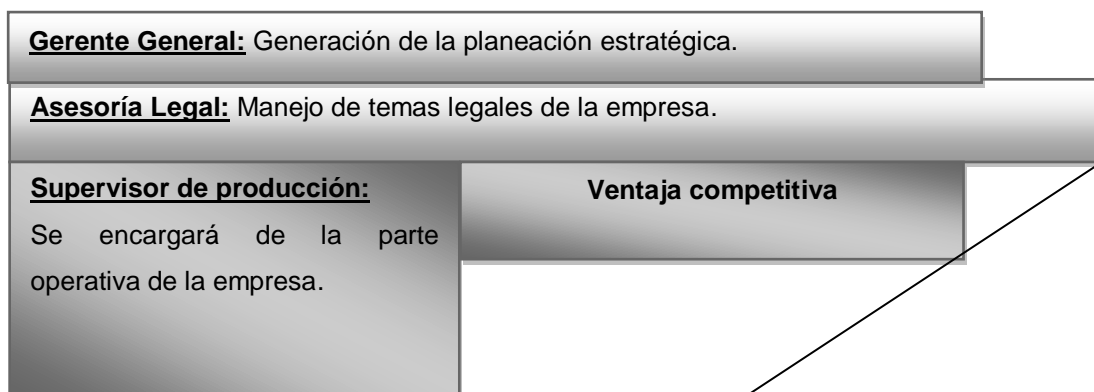 Gerente General: Generación de la planeación estratégica.
Asesoría Legal: Manejo de temas legales de la empresa.
Supervisor de producción:
Se encargará de la parte
operativa de la empresa.
Ventaja competitiva